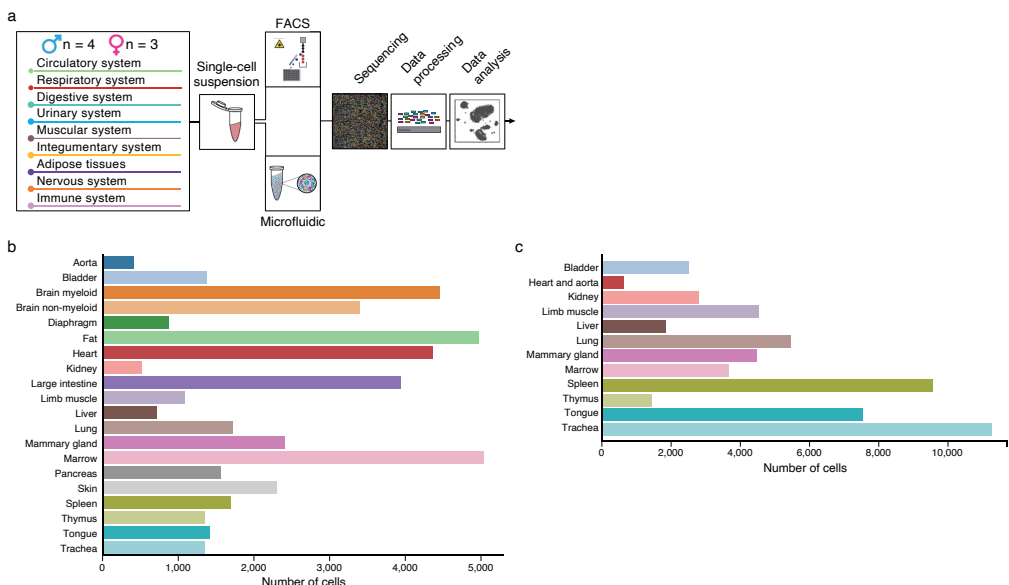 a
n = 4 n = 3
Circulatory system
Respiratory system
Digestive system
Urinary system
Muscular system
Integumentary system
Adipose tissues
Nervous system
Immune system
Single-cell
suspension
FACS
Microfluidic
Sequencing
Data
processing
Data
analysis
b
Aorta
Bladder
Brain myeloid
Brain non-myeloid
Diaphragm
Fat
Heart
Kidney
Large intestine
Limb muscle
Liver
Lung
Mammary gland
Marrow
Pancreas
Skin
Spleen
Thymus
Tongue
Trachea
0 1,000 2,000 3,000 4,000 5,000
Number of cells
c
Bladder
Heart and aorta
Kidney
Limb muscle
Liver
Lung
Mammary gland
Marrow
Spleen
Thymus
Tongue
Trachea
0 2,000 4,000 6,000 8,000 10,000
Number of cells